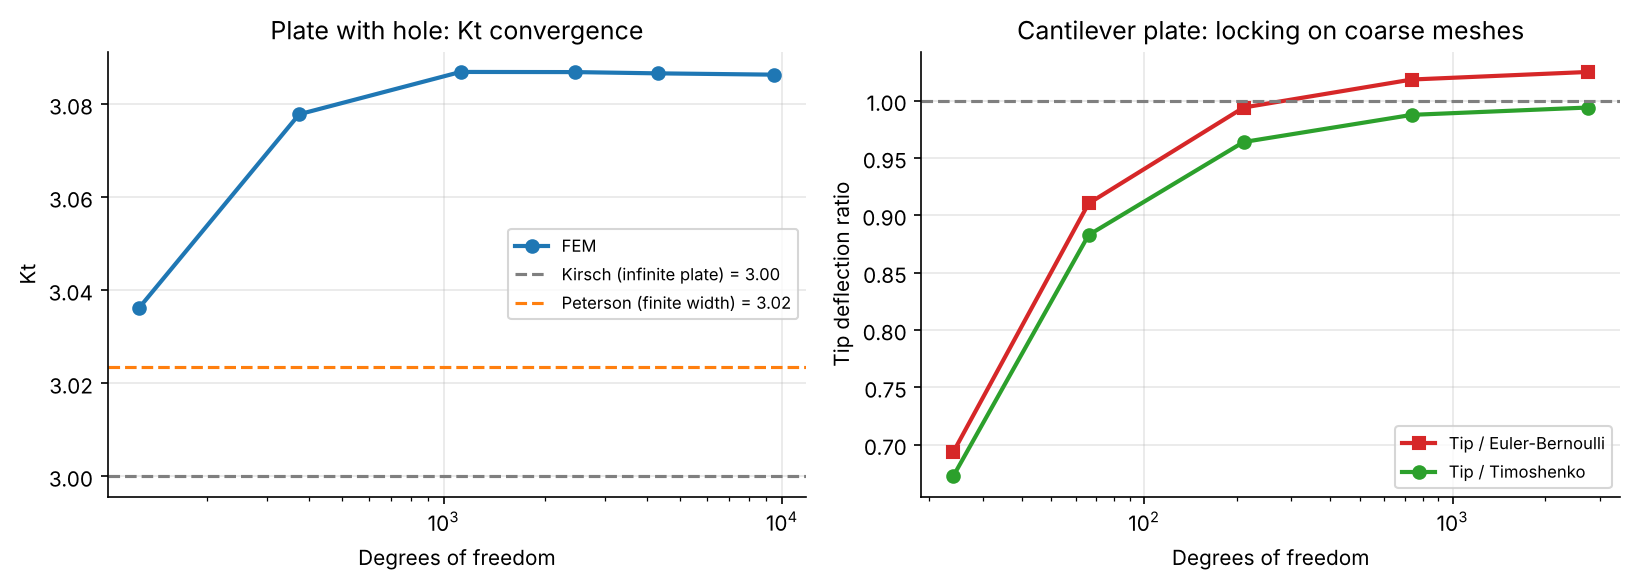 Plate with hole: Kt convergence
Kt
3.08
3.06
3.04
3.02
3.00
FEM
Kirsch (infinite plate) = 3.00
Peterson (finite width) = 3.02
10³
10⁴
Degrees of freedom
Cantilever plate: locking on coarse meshes
Tip deflection ratio
1.00
0.95
0.90
0.85
0.80
0.75
0.70
Tip / Euler-Bernoulli
Tip / Timoshenko
10²
10³
Degrees of freedom